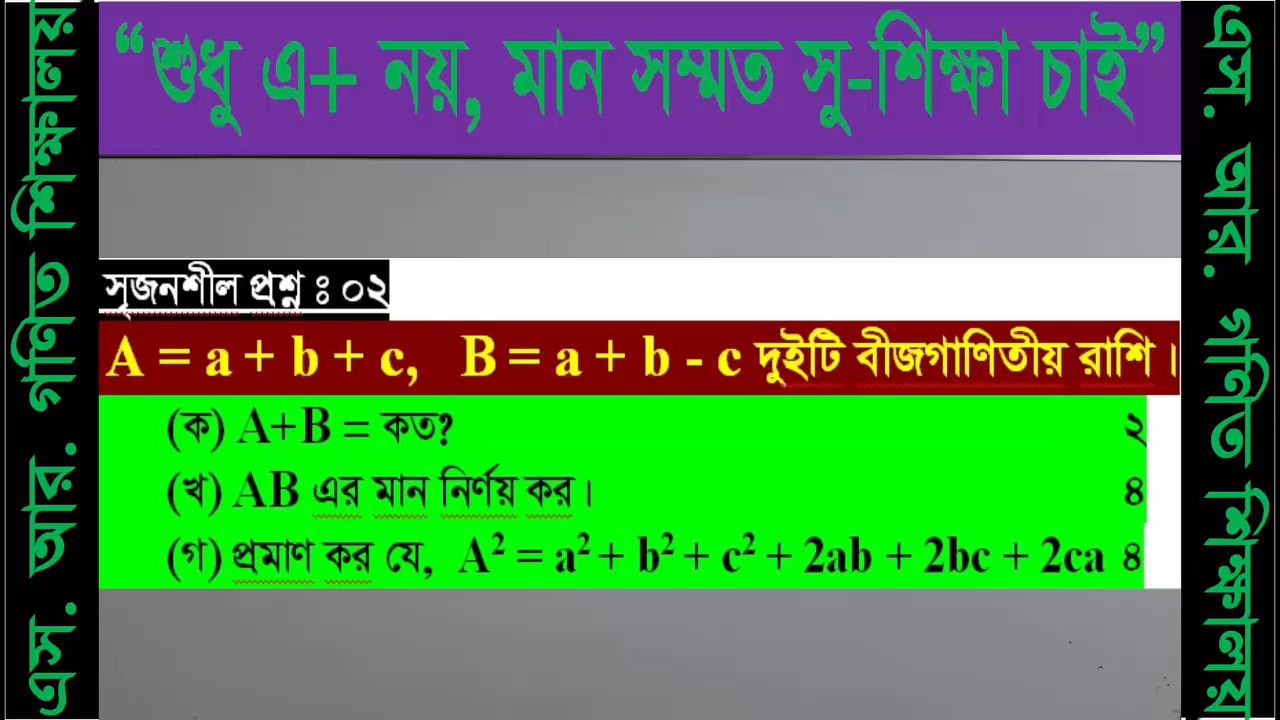 “শুধু এ+ নয়, মান সম্মত সু-শিক্ষা চাই”
এস. আর. গণিত শিক্ষালয়
সৃজনশীল প্রশ্ন ঃ ০২
A = a + b + c, B = a + b - c দুইটি বীজগাণিতীয় রাশি।
(ক) A+B = কত? ২
(খ) AB এর মান নির্ণয় কর। ৪
(গ) প্রমাণ কর যে, A² = a² + b² + c² + 2ab + 2bc + 2ca ৪
এস. আর. গণিত শিক্ষালয়